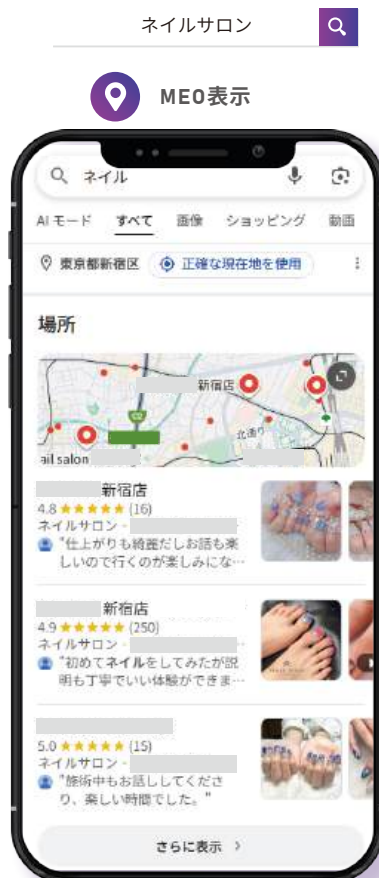 ネイルサロン
MEO表示
ネイル
AI モード すべて 画像 ショッピング 動画
東京都新宿区 正確な現在地を使用
場所
新宿店
C2
北通り
ail salon
新宿店
4.8 ★★★★★ (16)
ネイルサロン・
"仕上がりも綺麗だしお話も楽
しいので行くのが楽しみにな…
新宿店
4.9 ★★★★★ (250)
ネイルサロン・
"初めてネイルをしてみたが説
明も丁寧でいい体験ができま…
5.0 ★★★★★ (15)
ネイルサロン・
"施術中もお話ししてくださ
り、楽しい時間でした。"
さらに表示 >